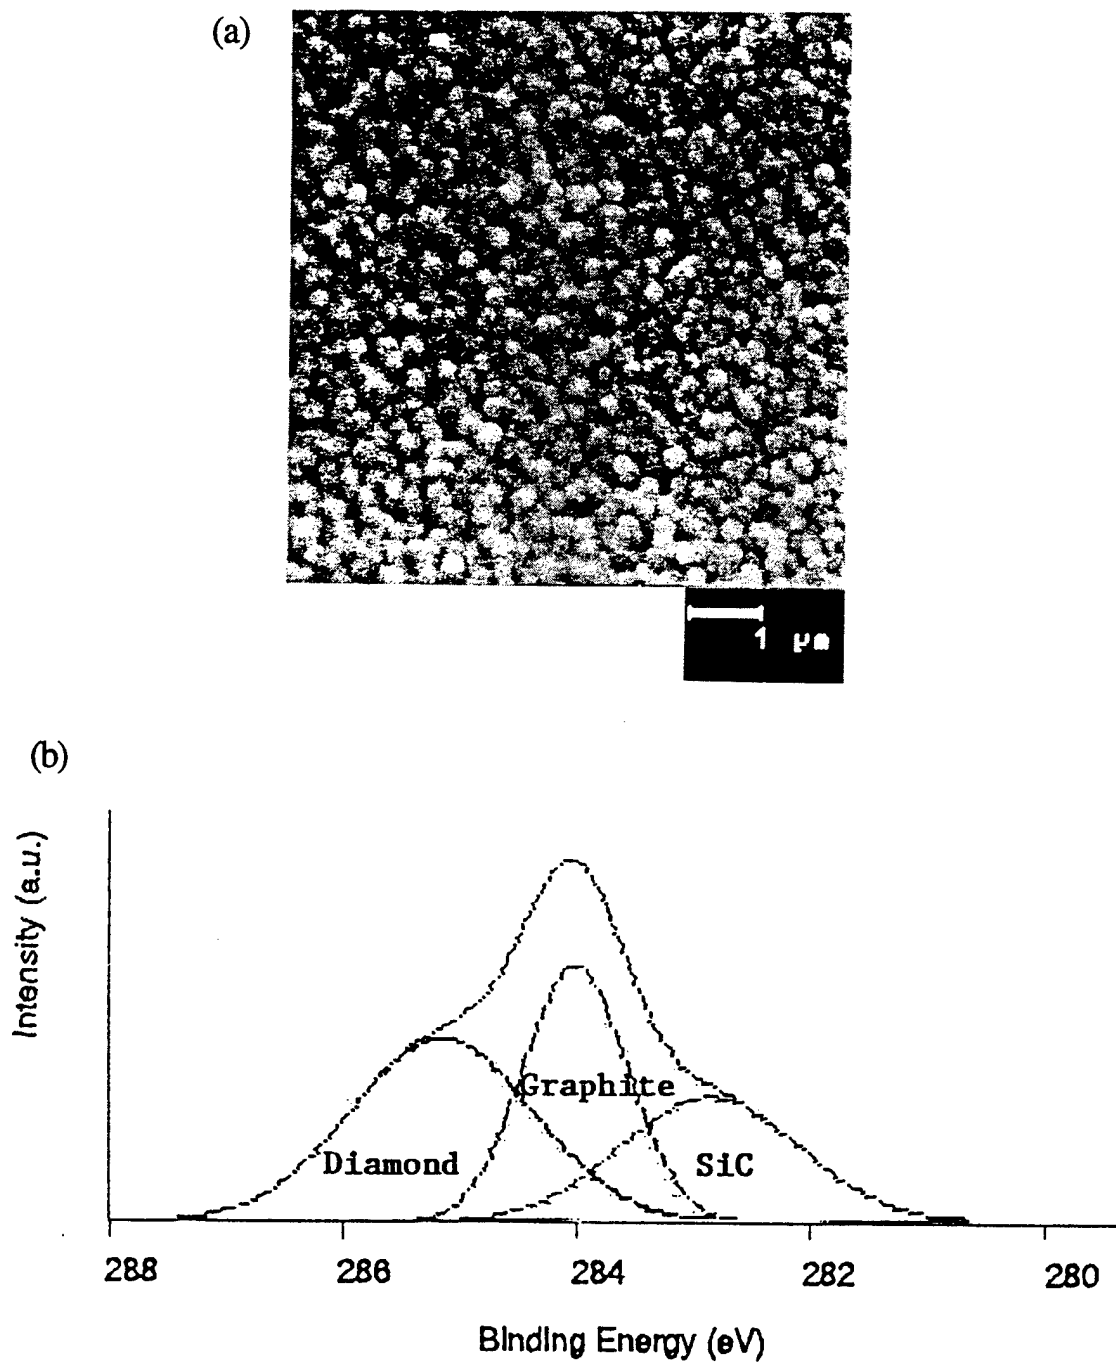 (a)
1 μm
(b)
Intensity (a.u.)
Graphite
Diamond
SiC
288 286 284 282 280
Binding Energy (eV)